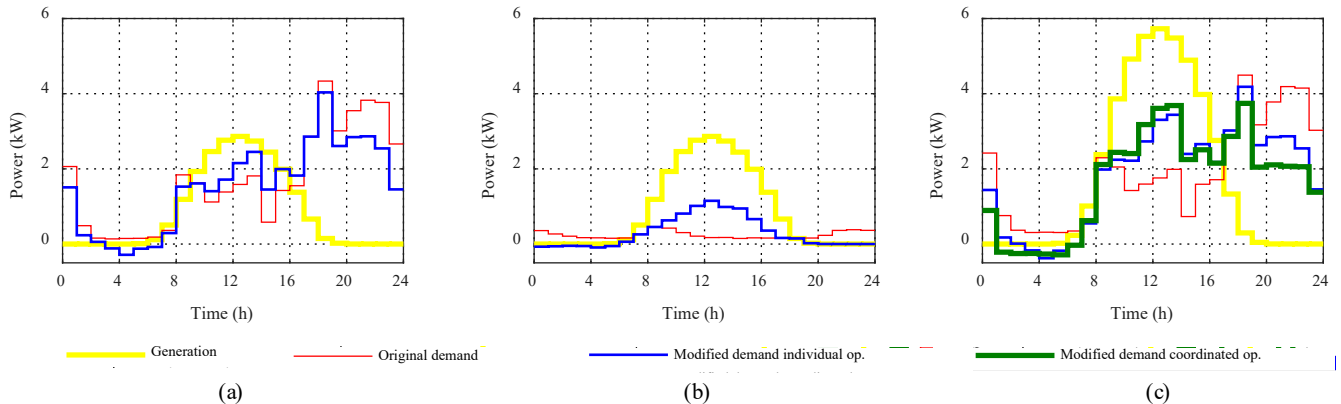 6
4
2
0
Power (kW)
0 4 8 12 16 20 24
Time (h)
6
4
2
0
Power (kW)
0 4 8 12 16 20 24
Time (h)
6
4
2
0
Power (kW)
0 4 8 12 16 20 24
Time (h)
Generation Original demand Modified demand individual op. Modified demand coordinated op.
(a) (b) (c)